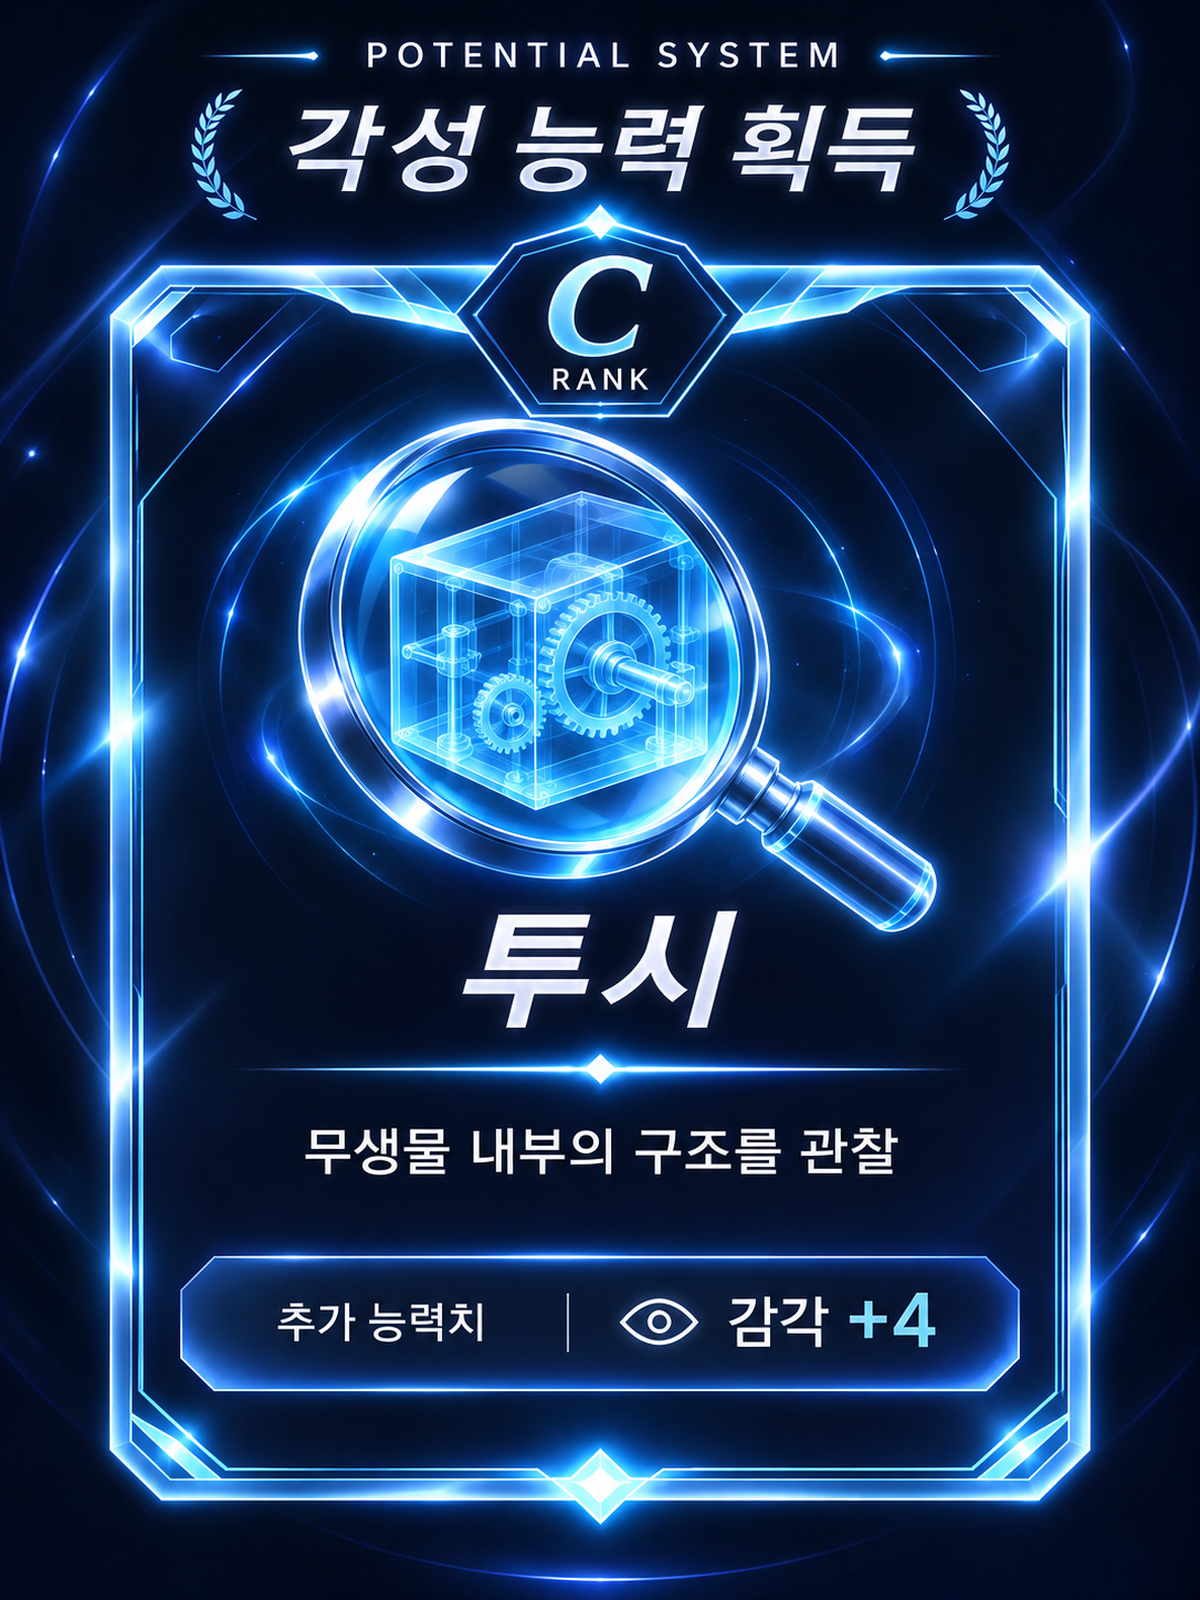 POTENTIAL SYSTEM
각성 능력 획득
C
RANK
투시
무생물 내부의 구조를 관찰
추가 능력치 감각 +4